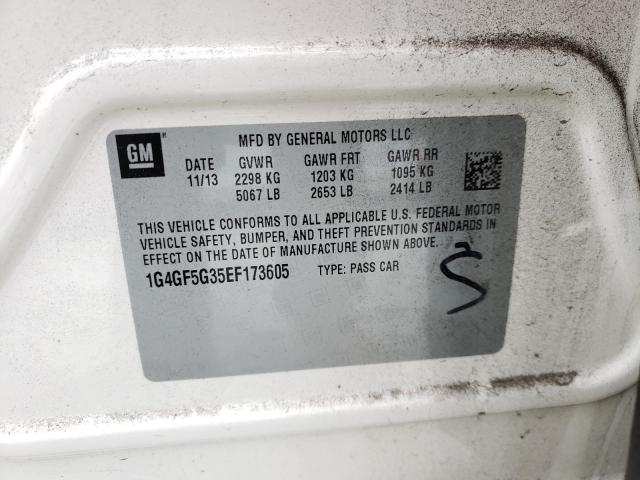 GM
MFD BY GENERAL MOTORS LLC
DATE GVWR GAWR FRT GAWR RR
11/13 2298 KG 1203 KG 1095 KG
5067 LB 2653 LB 2414 LB
THIS VEHICLE CONFORMS TO ALL APPLICABLE U.S. FEDERAL MOTOR
VEHICLE SAFETY, BUMPER, AND THEFT PREVENTION STANDARDS IN
EFFECT ON THE DATE OF MANUFACTURE SHOWN ABOVE.
1G4GF5G35EF173605 TYPE: PASS CAR